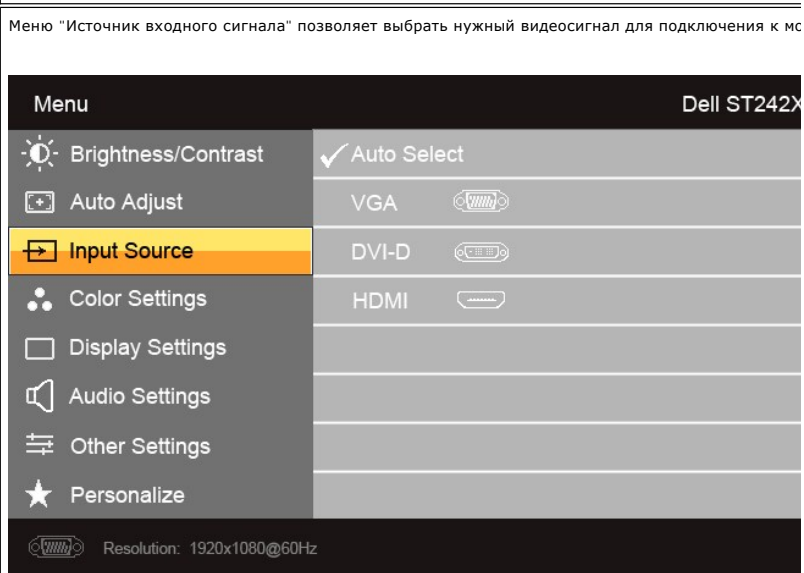 Меню "Источник входного сигнала" позволяет выбрать нужный видеосигнал для подключения к
Menu Dell ST242X
Brightness/Contrast Auto Select
Auto Adjust VGA
Input Source DVI-D
Color Settings HDMI
Display Settings
Audio Settings
Other Settings
Personalize
Resolution: 1920x1080@60Hz